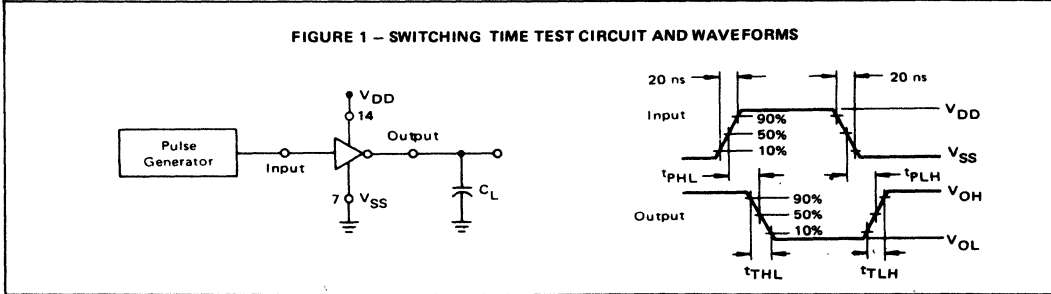 FIGURE 1 – SWITCHING TIME TEST CIRCUIT AND WAVEFORMS
Pulse
Generator
Input
VDD
14
Output
7
VSS
CL
20 ns
20 ns
Input
90%
50%
10%
VDD
VSS
tPHL
tPLH
Output
90%
50%
10%
VOH
VOL
tTHL
tTLH